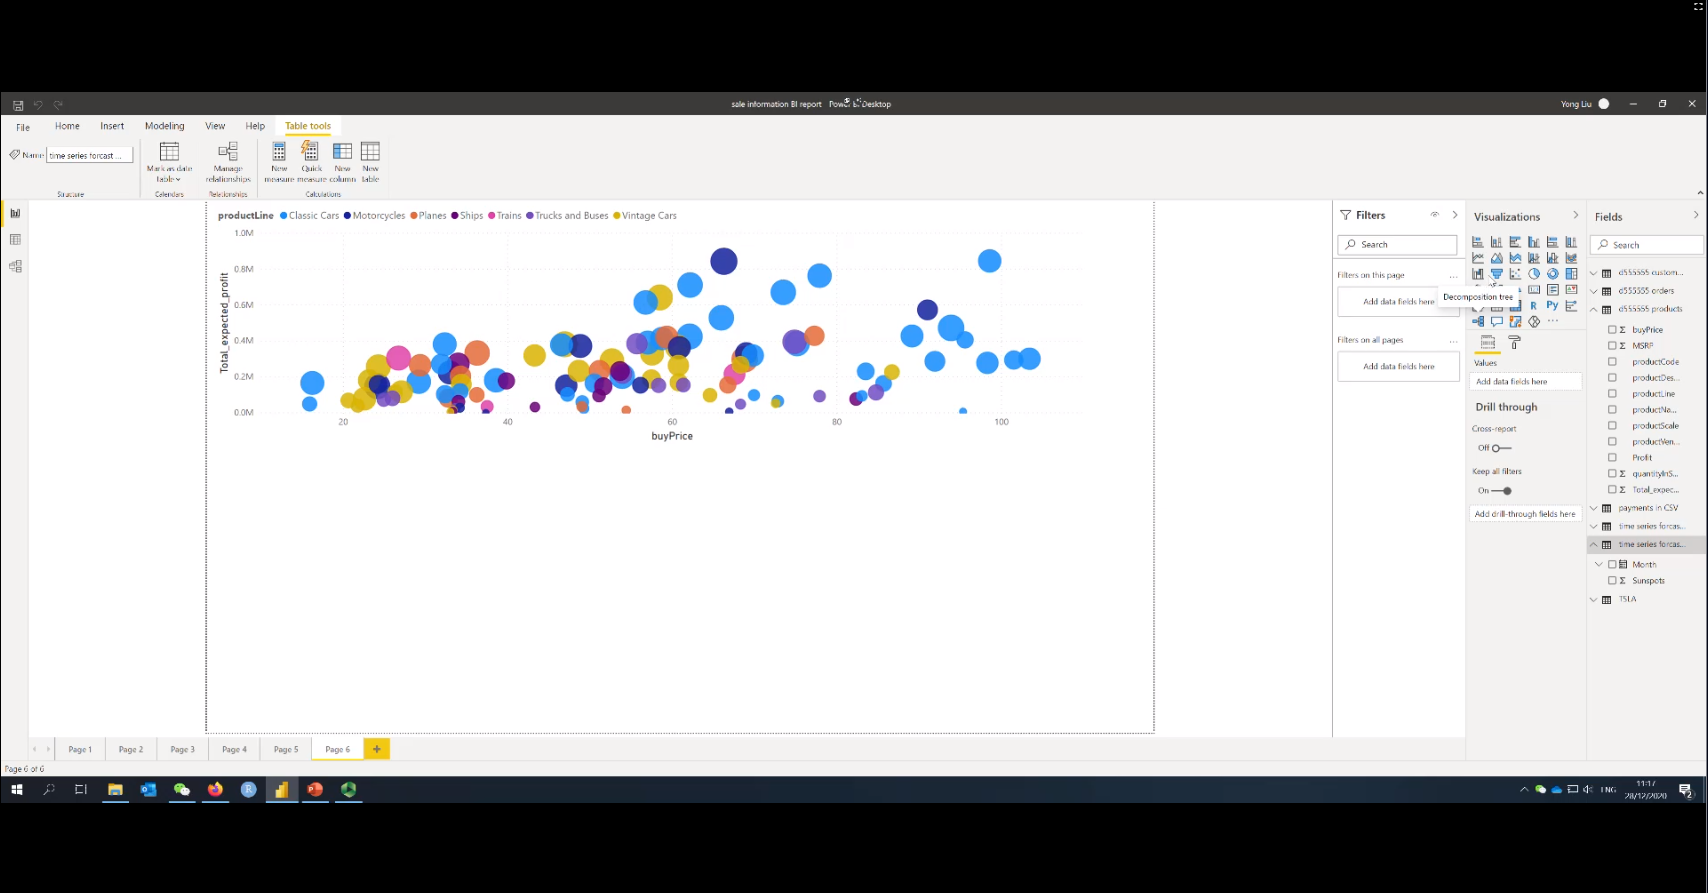 sale information BI report  Power BI Desktop
Yong Liu
File Home Insert Modeling View Help Table tools
Name time series forcast ...
Mark as date table
Manage relationships
New measure
Quick measure
New column
New table
Structure
Calendars
Relationships
Calculations
productLine Classic Cars Motorcycles Planes Ships Trains Trucks and Buses Vintage Cars
Total_expected_profit
1.0M
0.8M
0.6M
0.4M
0.2M
0.0M
20 40 60 80 100
buyPrice
Filters
Search
Filters on this page ...
Add data fields here
Filters on all pages ...
Add data fields here
Visualizations
R Py
Decomposition tree
...
Values
Add data fields here
Drill through
Cross-report
Off
Keep all filters
On
Add drill-through fields here
Fields
Search
d555555 custom...
d555555 orders
d555555 products
Σ buyPrice
Σ MSRP
productCode
productDes...
productLine
productNa...
productScale
productVen...
Profit
Σ quantityInS...
Σ Total_expec...
payments in CSV
time series forcas...
time series forcas...
Month
Σ Sunspots
TSLA
Page 1 Page 2 Page 3 Page 4 Page 5 Page 6 +
Page 6 of 6
ENG
11:17
28/12/2020
2